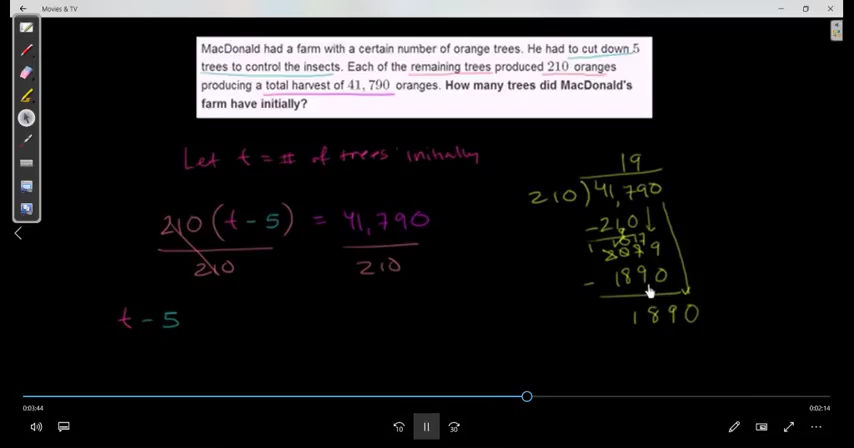 Movies & TV
MacDonald had a farm with a certain number of orange trees. He had to cut down 5
trees to control the insects. Each of the remaining trees produced 210 oranges
producing a total harvest of 41,790 oranges. How many trees did MacDonald's
farm have initially?
Let t = # of trees initially
19
210 ) 41,790
210 ( t - 5 ) = 41,790
210 210
- 210
- 1890
1890
t - 5
0:03:44
0:02:14
10
30